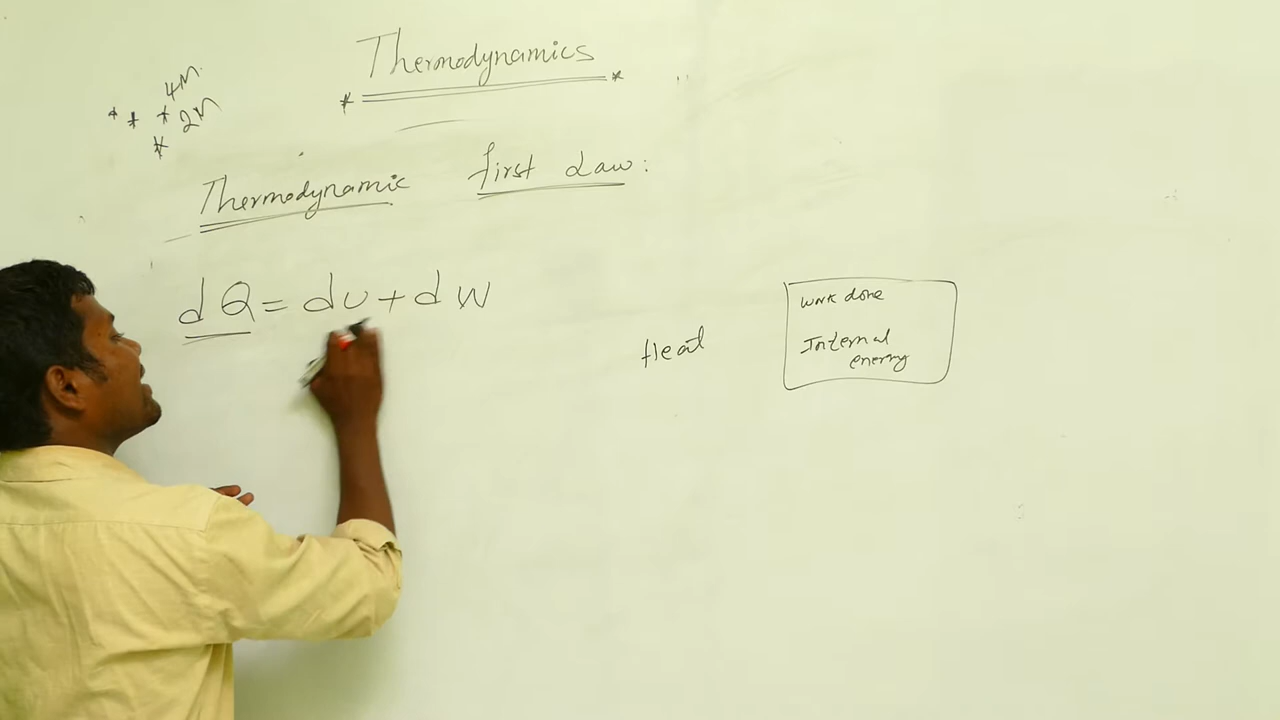 Thermodynamics
4M
* * * 2M
*
Thermodynamic first Law:
dQ = dU + dW
Heat
work done
Internal
energy